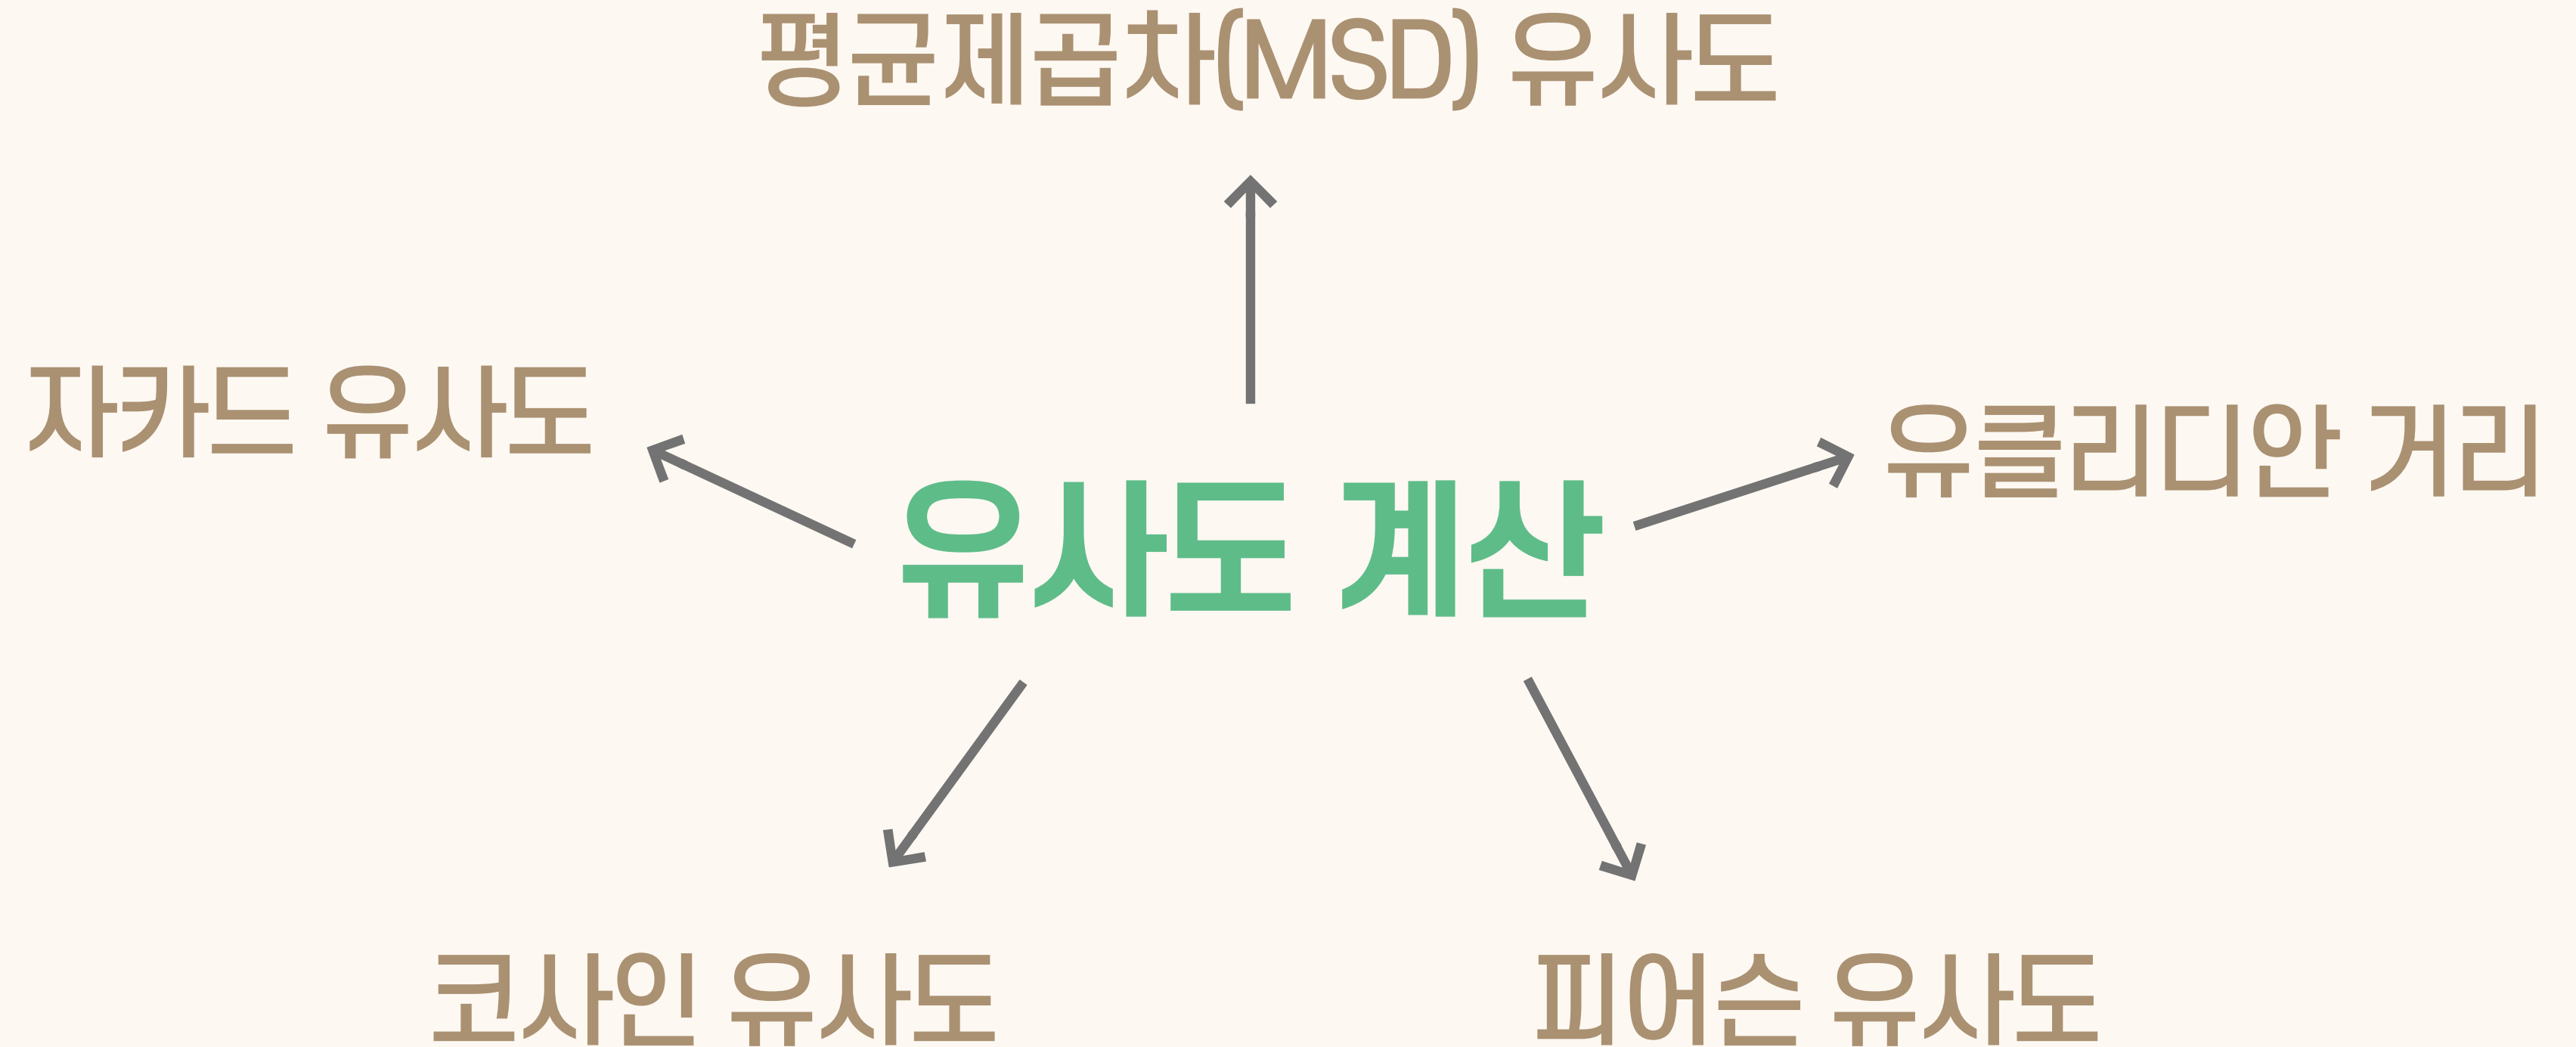 평균제곱차(MSD) 유사도
자카드 유사도
유클리디안 거리
유사도 계산
코사인 유사도
피어슨 유사도